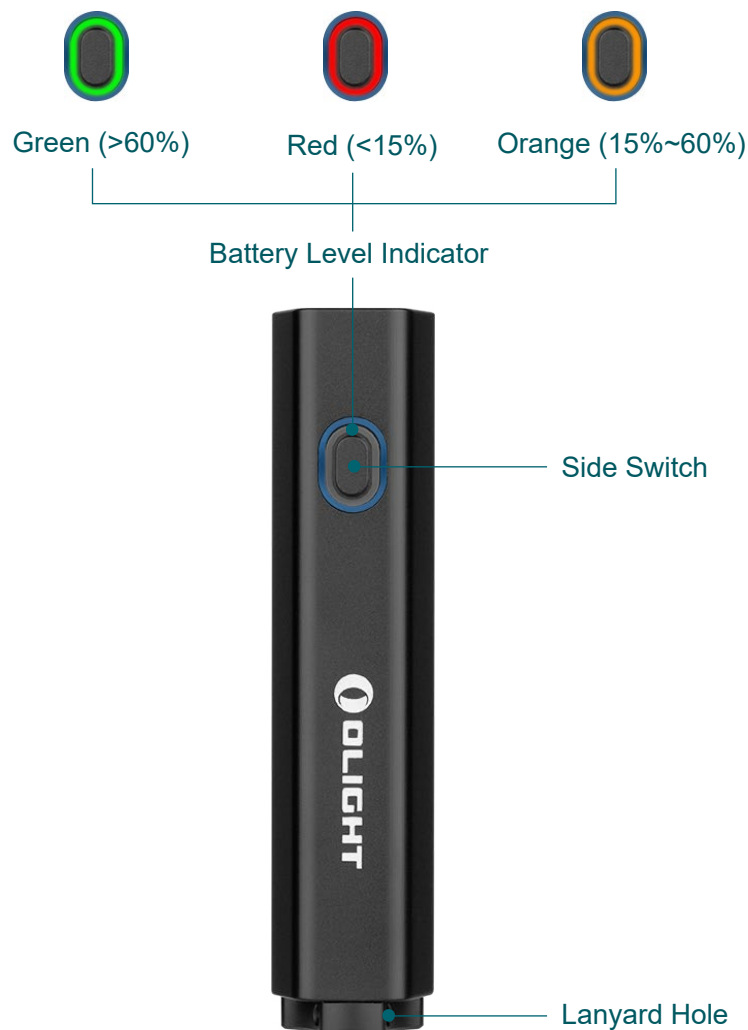 Green (>60%)
Red (<15%)
Orange (15%~60%)
Battery Level Indicator
Side Switch
OLIGHT
Lanyard Hole